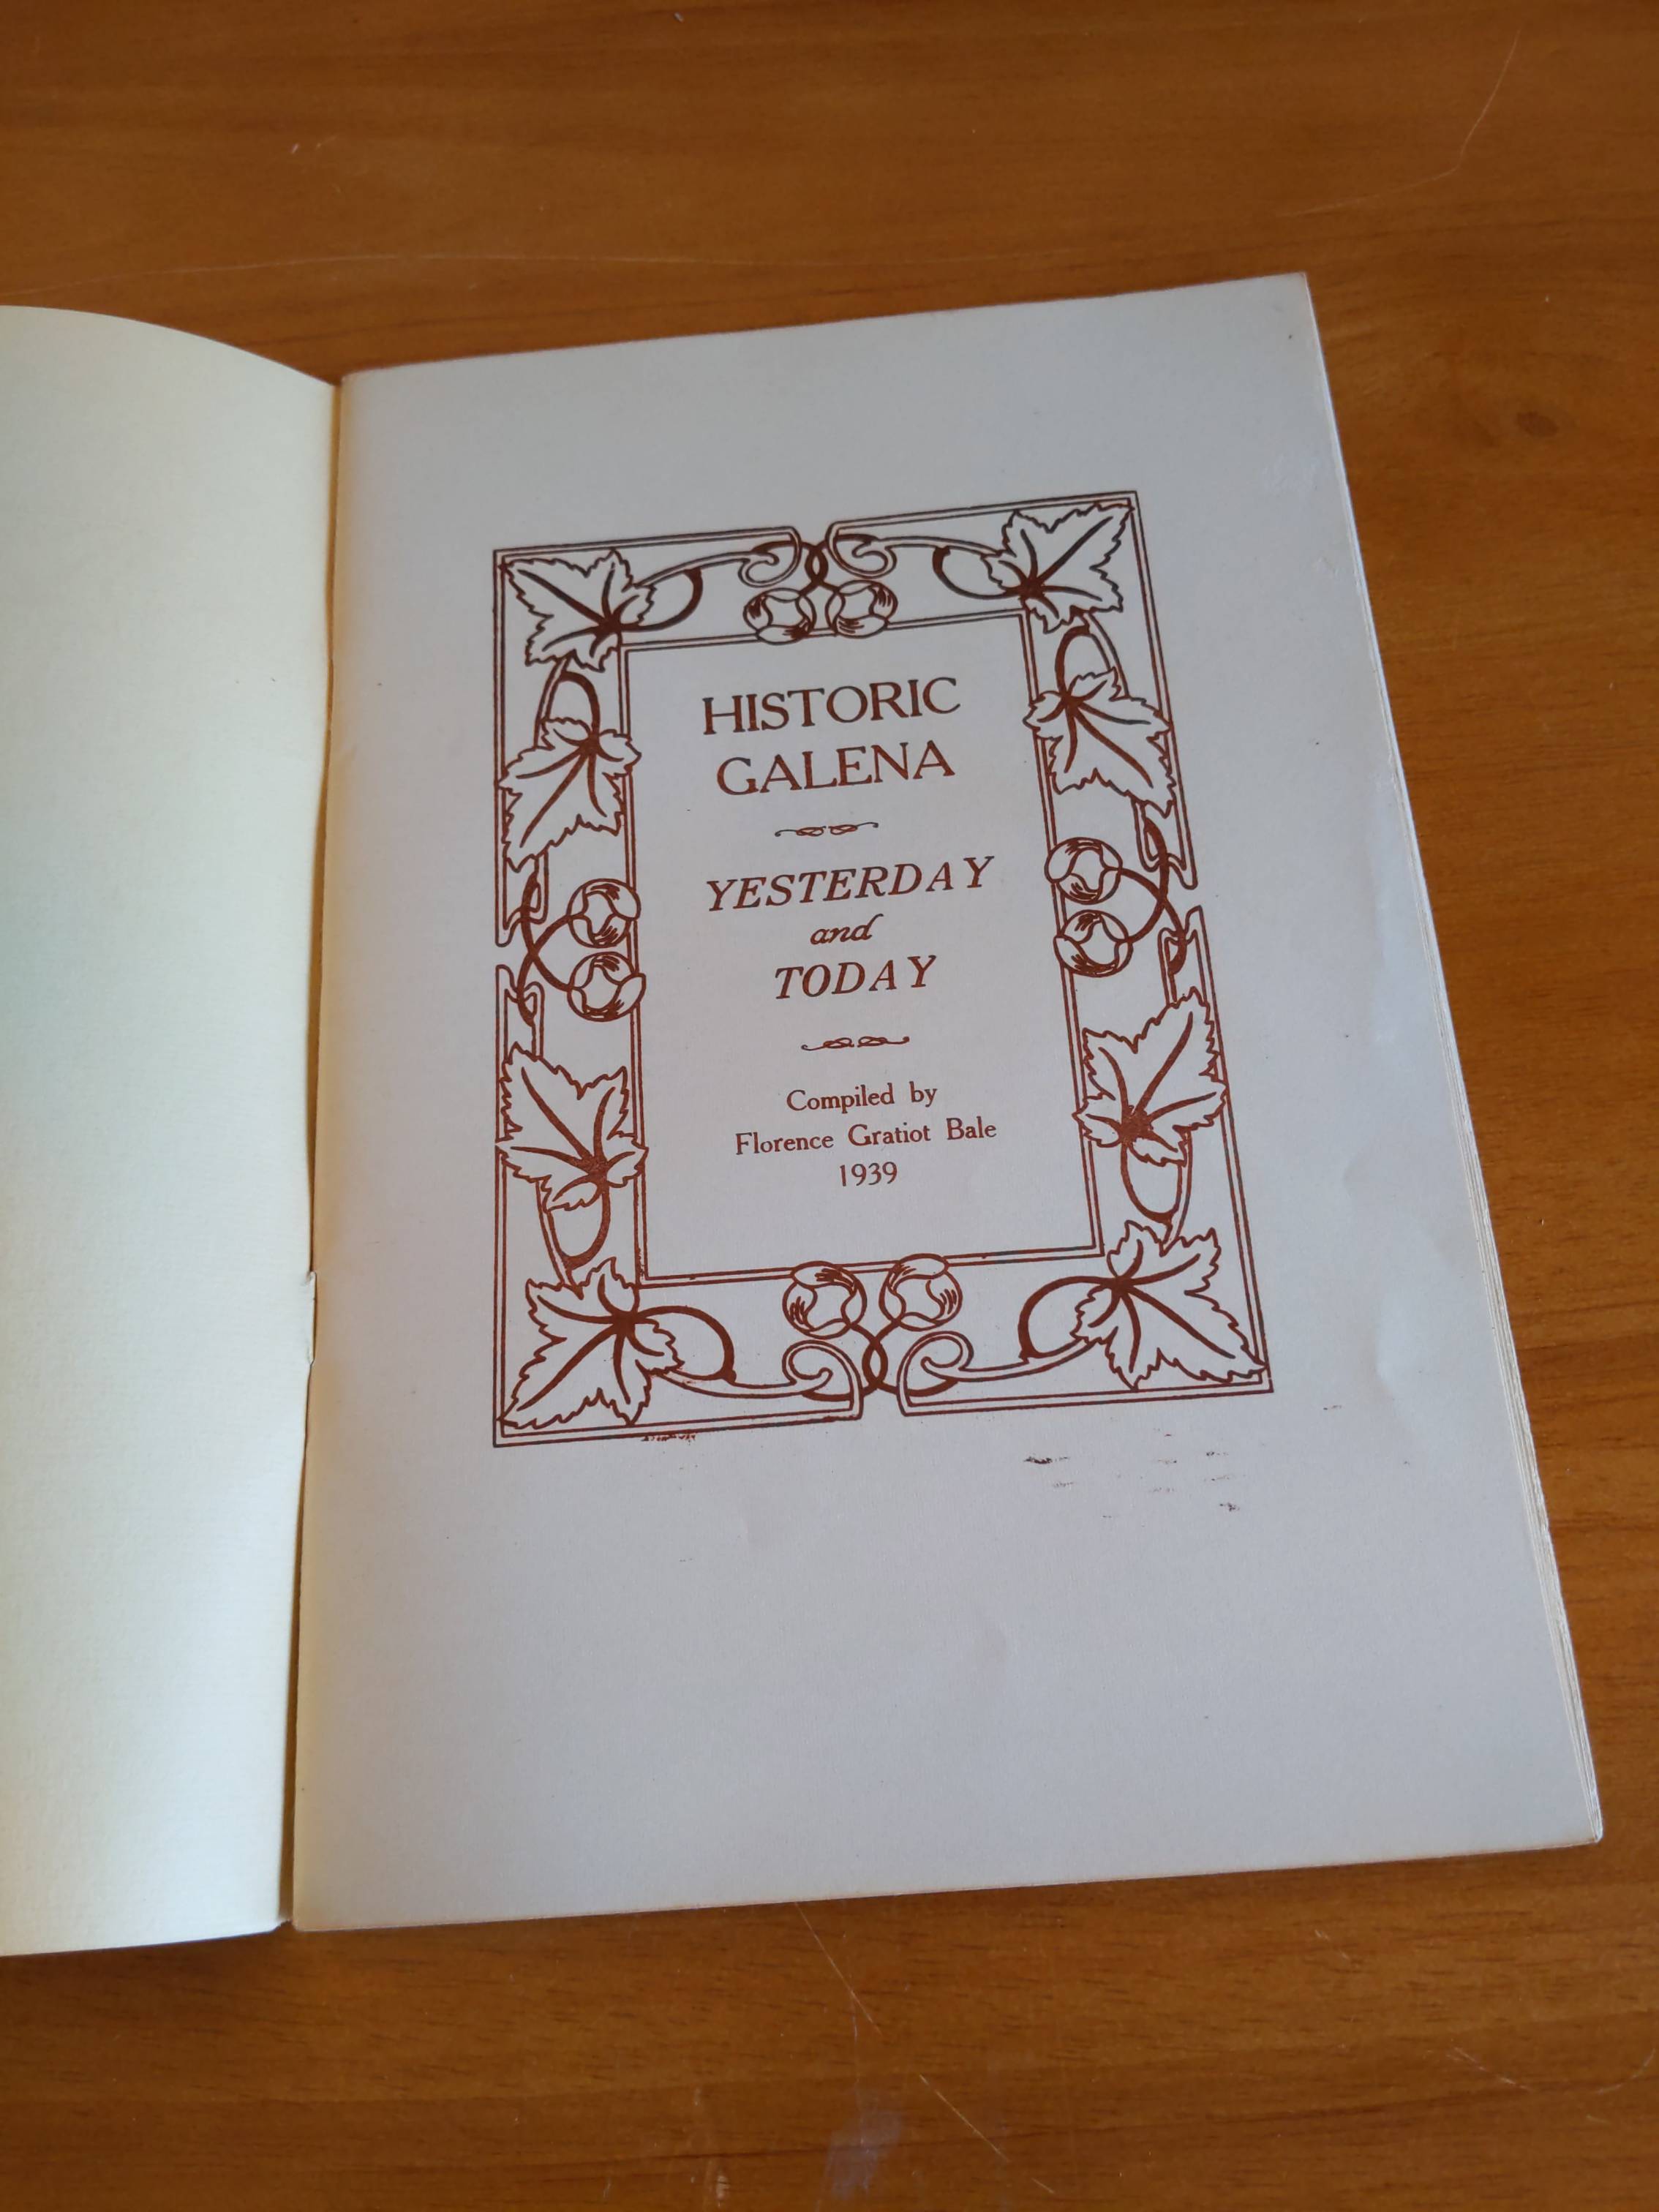 HISTORIC
GALENA
YESTERDAY
and
TODAY
Compiled by
Florence Gratiot Bale
1939